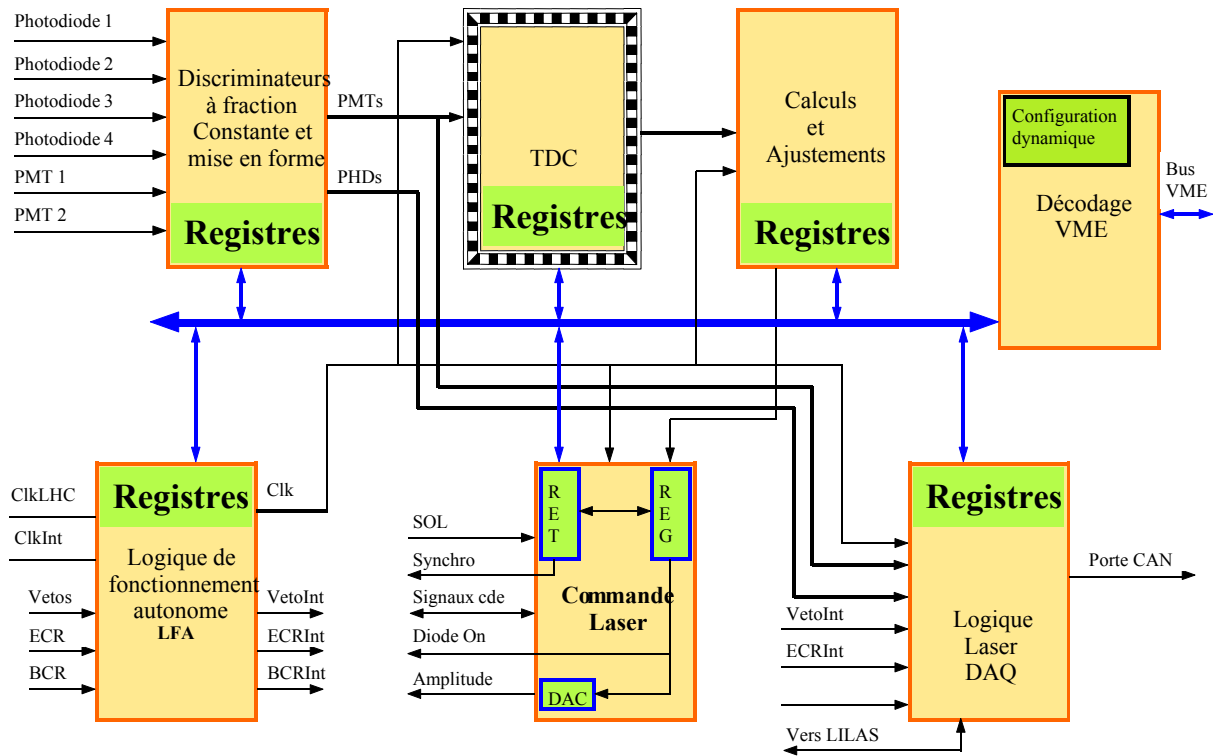 Photodiode 1
Photodiode 2
Photodiode 3
Photodiode 4
PMT 1
PMT 2
Discriminateurs
à fraction
Constante et
mise en forme
Registres
PMTs
PHDs
TDC
Registres
Calculs
et
Ajustements
Registres
Configuration
dynamique
Décodage
VME
Bus
VME
ClkLHC
ClkInt
Vetos
ECR
BCR
Registres
Logique de
fonctionnement
autonome
LFA
Clk
VetoInt
ECRInt
BCRInt
SOL
Synchro
Signaux cde
Diode On
Amplitude
RET
REG
Commande
Laser
DAC
VetoInt
ECRInt
Vers LILAS
Registres
Logique
Laser
DAQ
Porte CAN